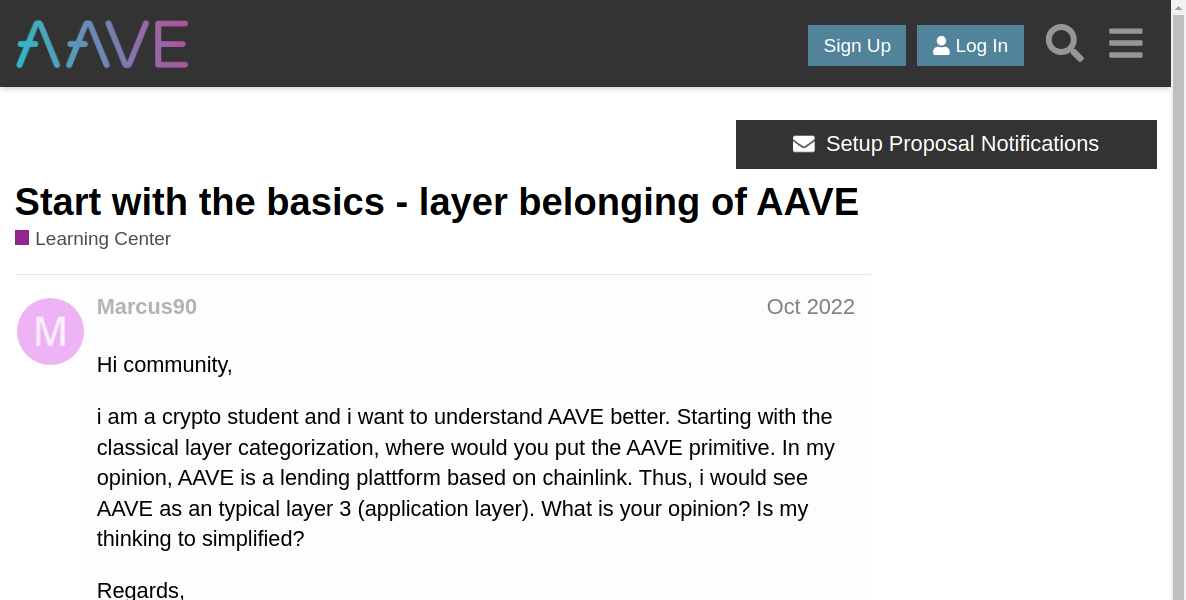 AAVE
Sign Up
Log In
Setup Proposal Notifications
Start with the basics - layer belonging of AAVE
Learning Center
M
Marcus90
Oct 2022
Hi community,
i am a crypto student and i want to understand AAVE better. Starting with the
classical layer categorization, where would you put the AAVE primitive. In my
opinion, AAVE is a lending plattform based on chainlink. Thus, i would see
AAVE as an typical layer 3 (application layer). What is your opinion? Is my
thinking to simplified?
Regards,